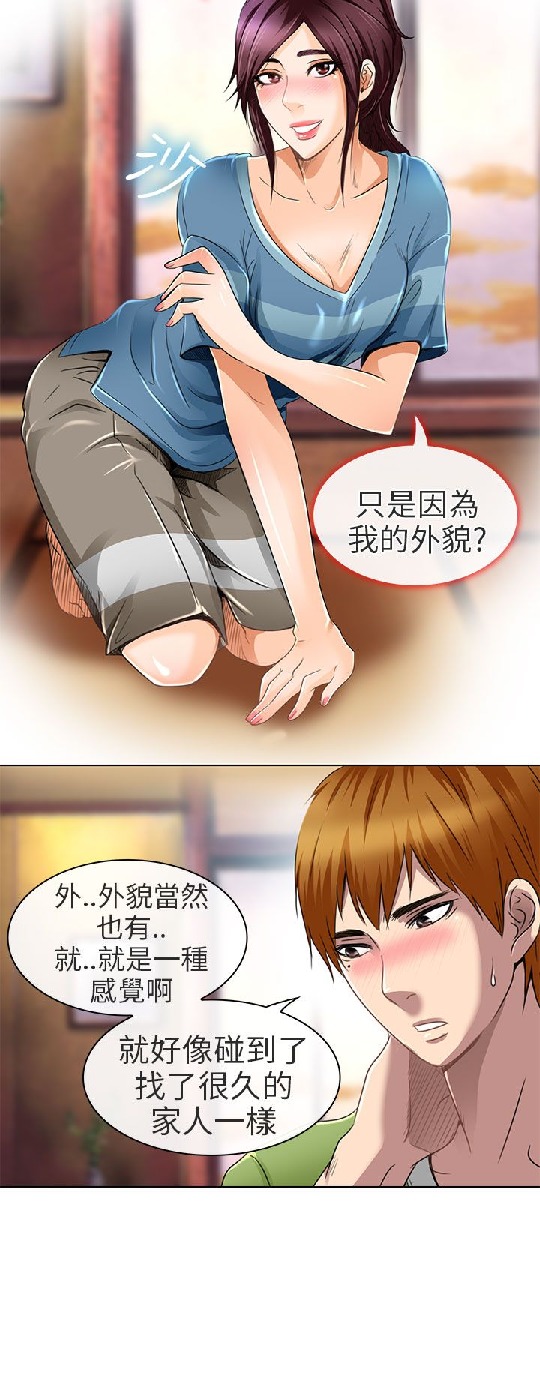 沙
只是因為
我的外貌?
外..外貌當然
也有..
就..就是一種
感覺啊
就好像碰到了
找了很久的
家人一樣